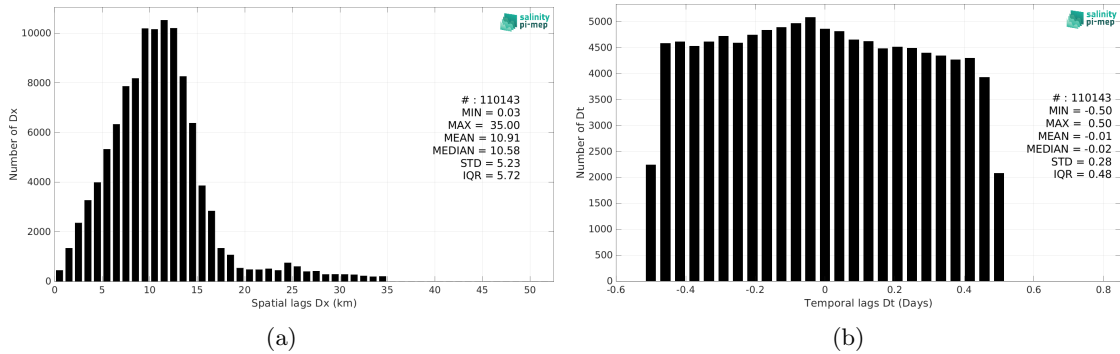 10000
8000
6000
4000
2000
0
Number of Dx
0 5 10 15 20 25 30 35 40 45 50
Spatial lags Dx (km)
salinity
pi-mep
# : 110143
MIN = 0.03
MAX = 35.00
MEAN = 10.91
MEDIAN = 10.58
STD = 5.23
IQR = 5.72
(a)
5000
4500
4000
3500
3000
2500
2000
1500
1000
500
0
Number of Dt
-0.6 -0.4 -0.2 0 0.2 0.4 0.6 0.8
Temporal lags Dt (Days)
salinity
pi-mep
# : 110143
MIN = -0.50
MAX = 0.50
MEAN = -0.01
MEDIAN = -0.02
STD = 0.28
IQR = 0.48
(b)